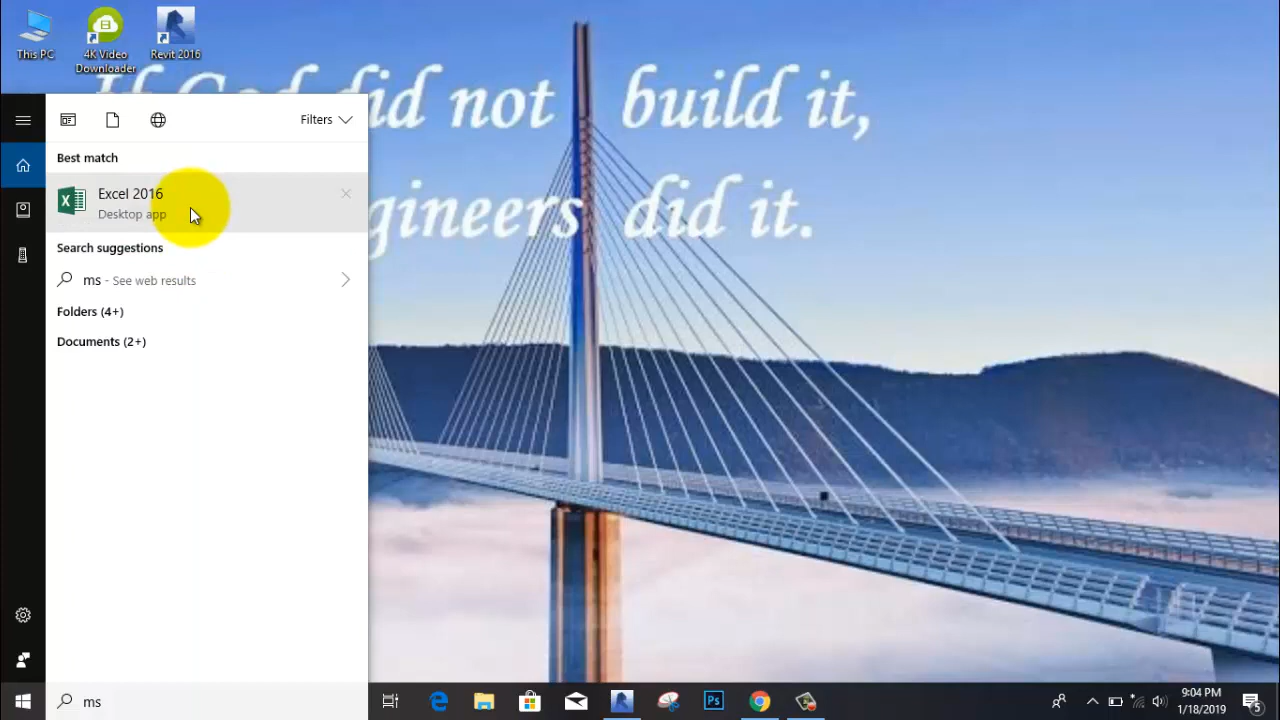 This PC
4K Video
Downloader
Revit 2016
did not build it,
gineers did it.
Filters
Best match
Excel 2016
Desktop app
Search suggestions
ms - See web results
Folders (4+)
Documents (2+)
ms
Ps
9:04 PM
1/18/2019
5